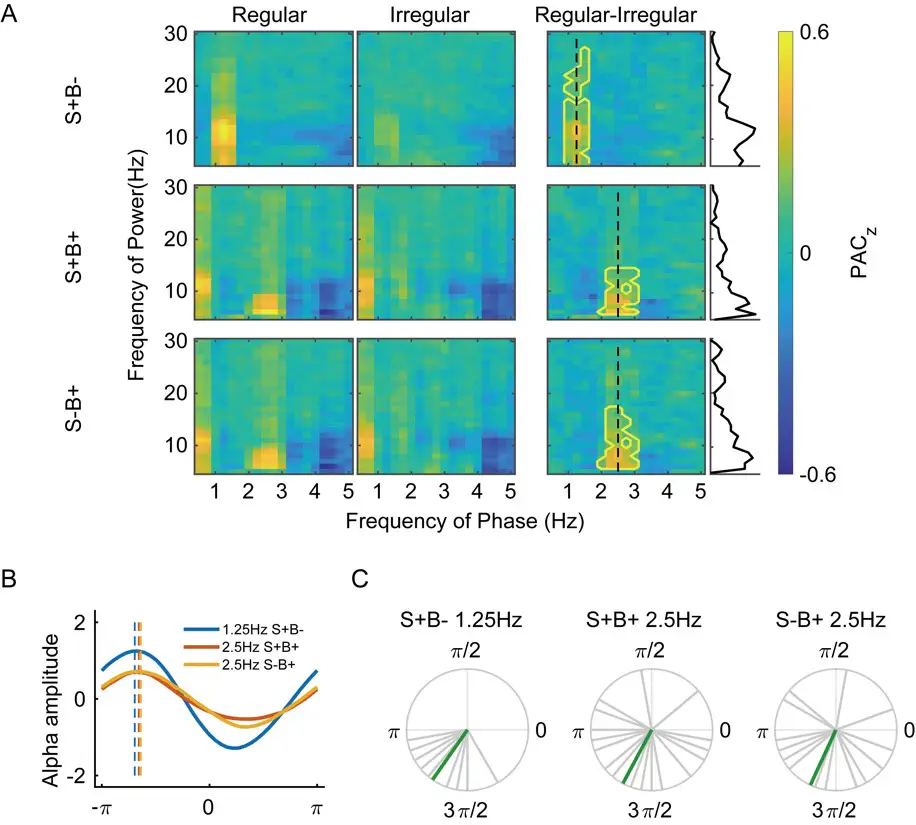 A
Regular Irregular Regular-Irregular
S+B-
S+B+
S-B+
Frequency of Power(Hz)
30
20
10
30
20
10
30
20
10
1 2 3 4 5 1 2 3 4 5 1 2 3 4 5
Frequency of Phase (Hz)
0.6
0
-0.6
PACz
B
Alpha amplitude
2
0
-2
-π 0 π
1.25Hz S+B-
2.5Hz S+B+
2.5Hz S-B+
C
S+B- 1.25Hz S+B+ 2.5Hz S-B+ 2.5Hz
π/2 π/2 π/2
π 0 π 0 π 0
3π/2 3π/2 3π/2